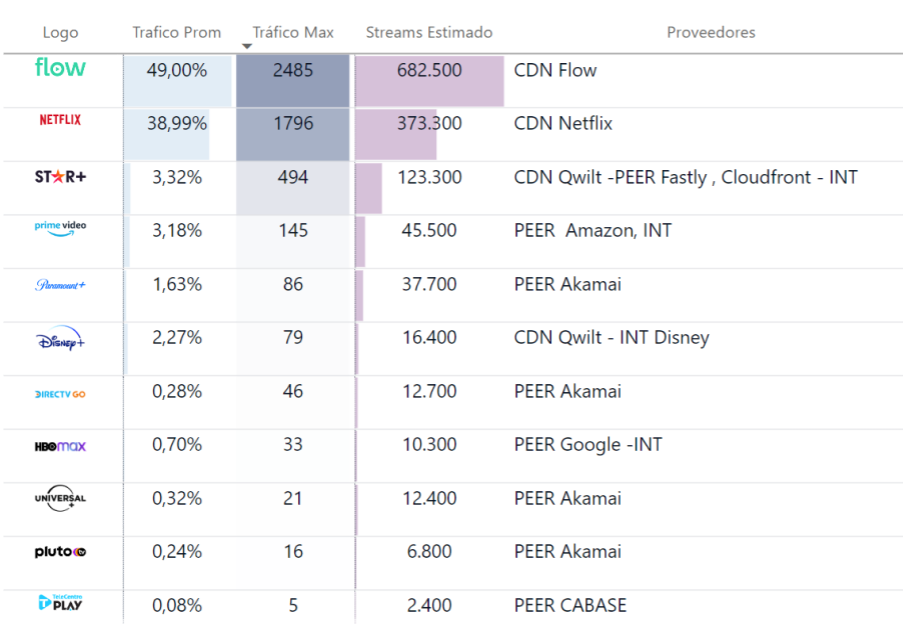 Logo Trafico Prom Tráfico Max Streams Estimado Proveedores
flow 49,00% 2485 682.500 CDN Flow
NETFLIX 38,99% 1796 373.300 CDN Netflix
ST★R+ 3,32% 494 123.300 CDN Qwilt -PEER Fastly , Cloudfront - INT
prime video 3,18% 145 45.500 PEER Amazon, INT
Paramount+ 1,63% 86 37.700 PEER Akamai
Disney+ 2,27% 79 16.400 CDN Qwilt - INT Disney
DIRECTV GO 0,28% 46 12.700 PEER Akamai
HBOmax 0,70% 33 10.300 PEER Google -INT
UNIVERSAL+ 0,32% 21 12.400 PEER Akamai
pluto tv 0,24% 16 6.800 PEER Akamai
TeleCentro PLAY 0,08% 5 2.400 PEER CABASE